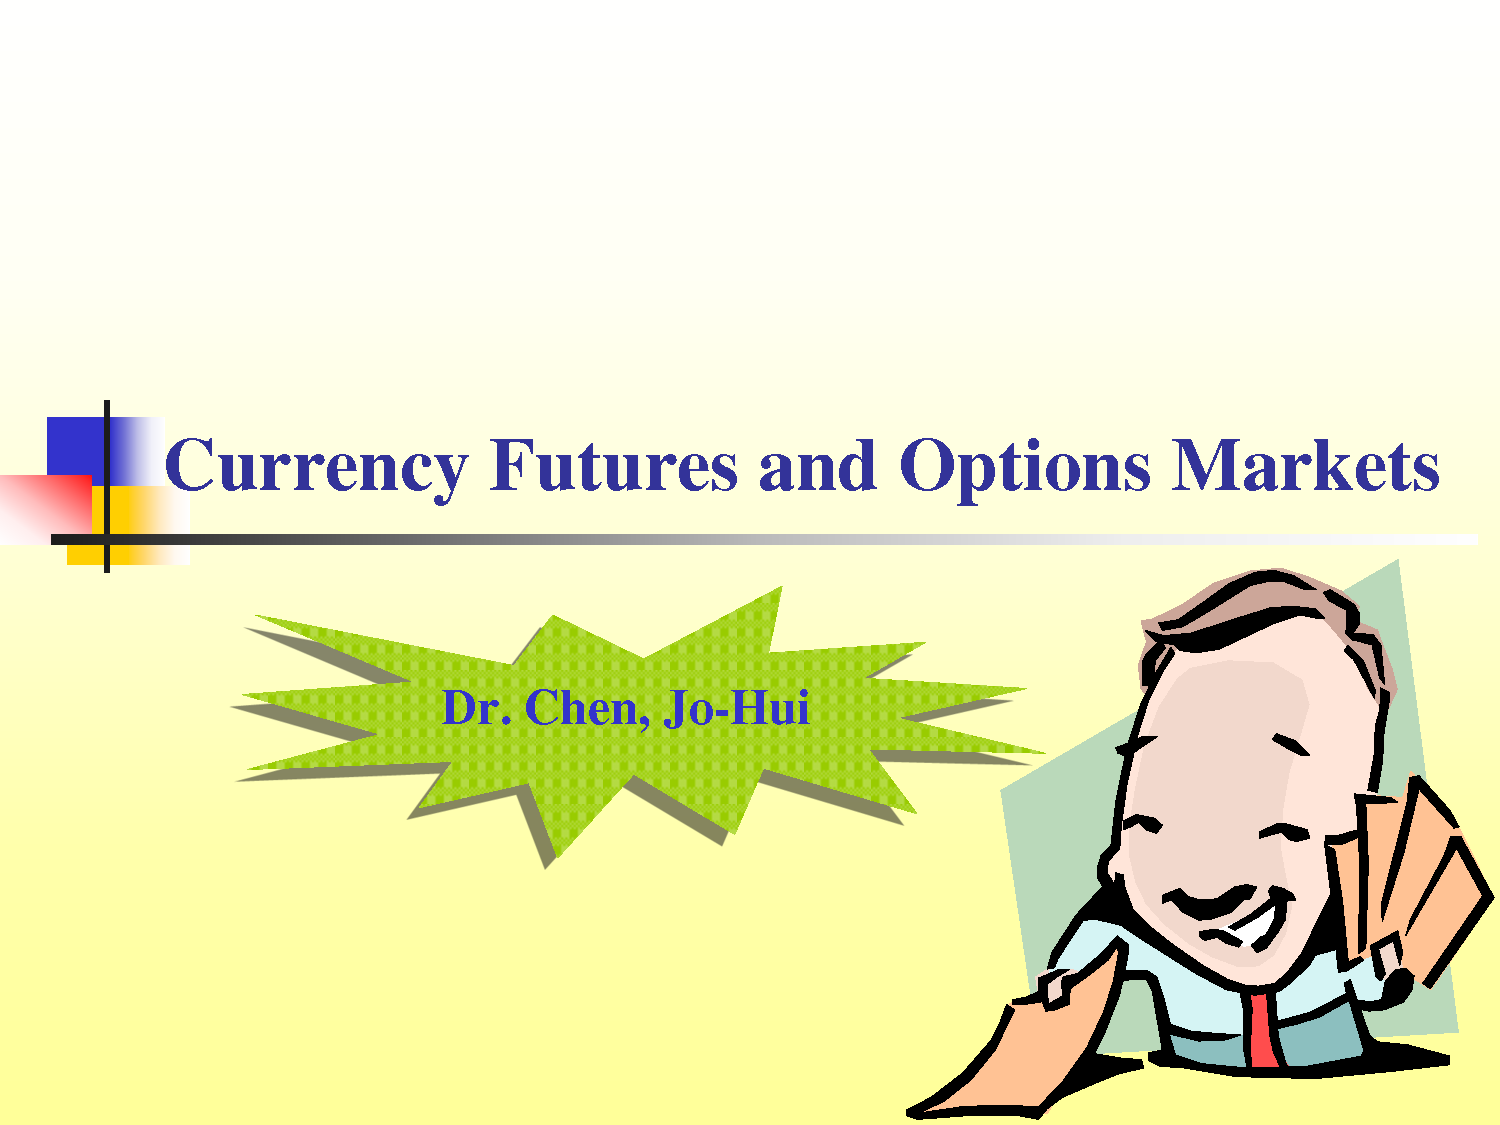 Currency Futures and Options Markets
Dr. Chen, Jo-Hui